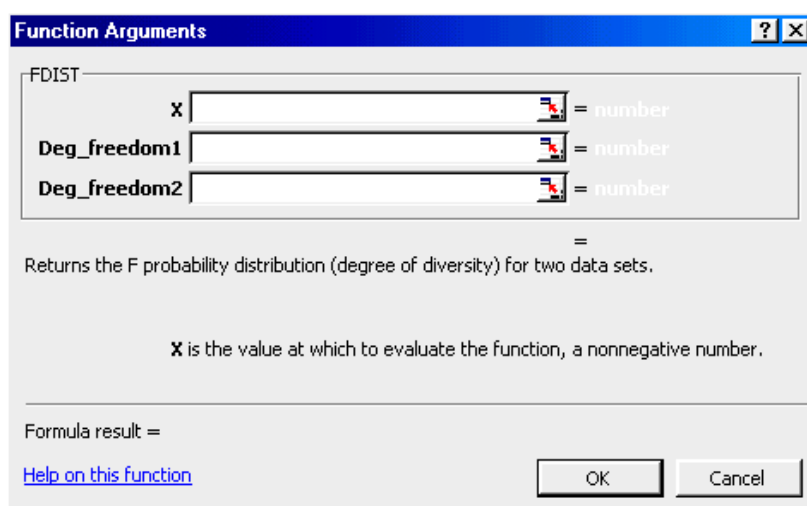 Function Arguments ? X
FDIST
X = number
Deg_freedom1 = number
Deg_freedom2 = number
=
Returns the F probability distribution (degree of diversity) for two data sets.
X is the value at which to evaluate the function, a nonnegative number.
Formula result =
Help on this function OK Cancel